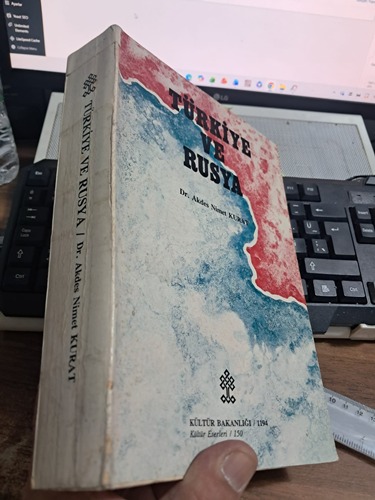 TÜRKİYE VE RUSYA / Dr. Akdes Nimet KURAT
TÜRKİYE
VE
RUSYA
Dr. Akdes Nimet KURAT
KÜLTÜR BAKANLIĞI / 1194
Kültür Eserleri / 150